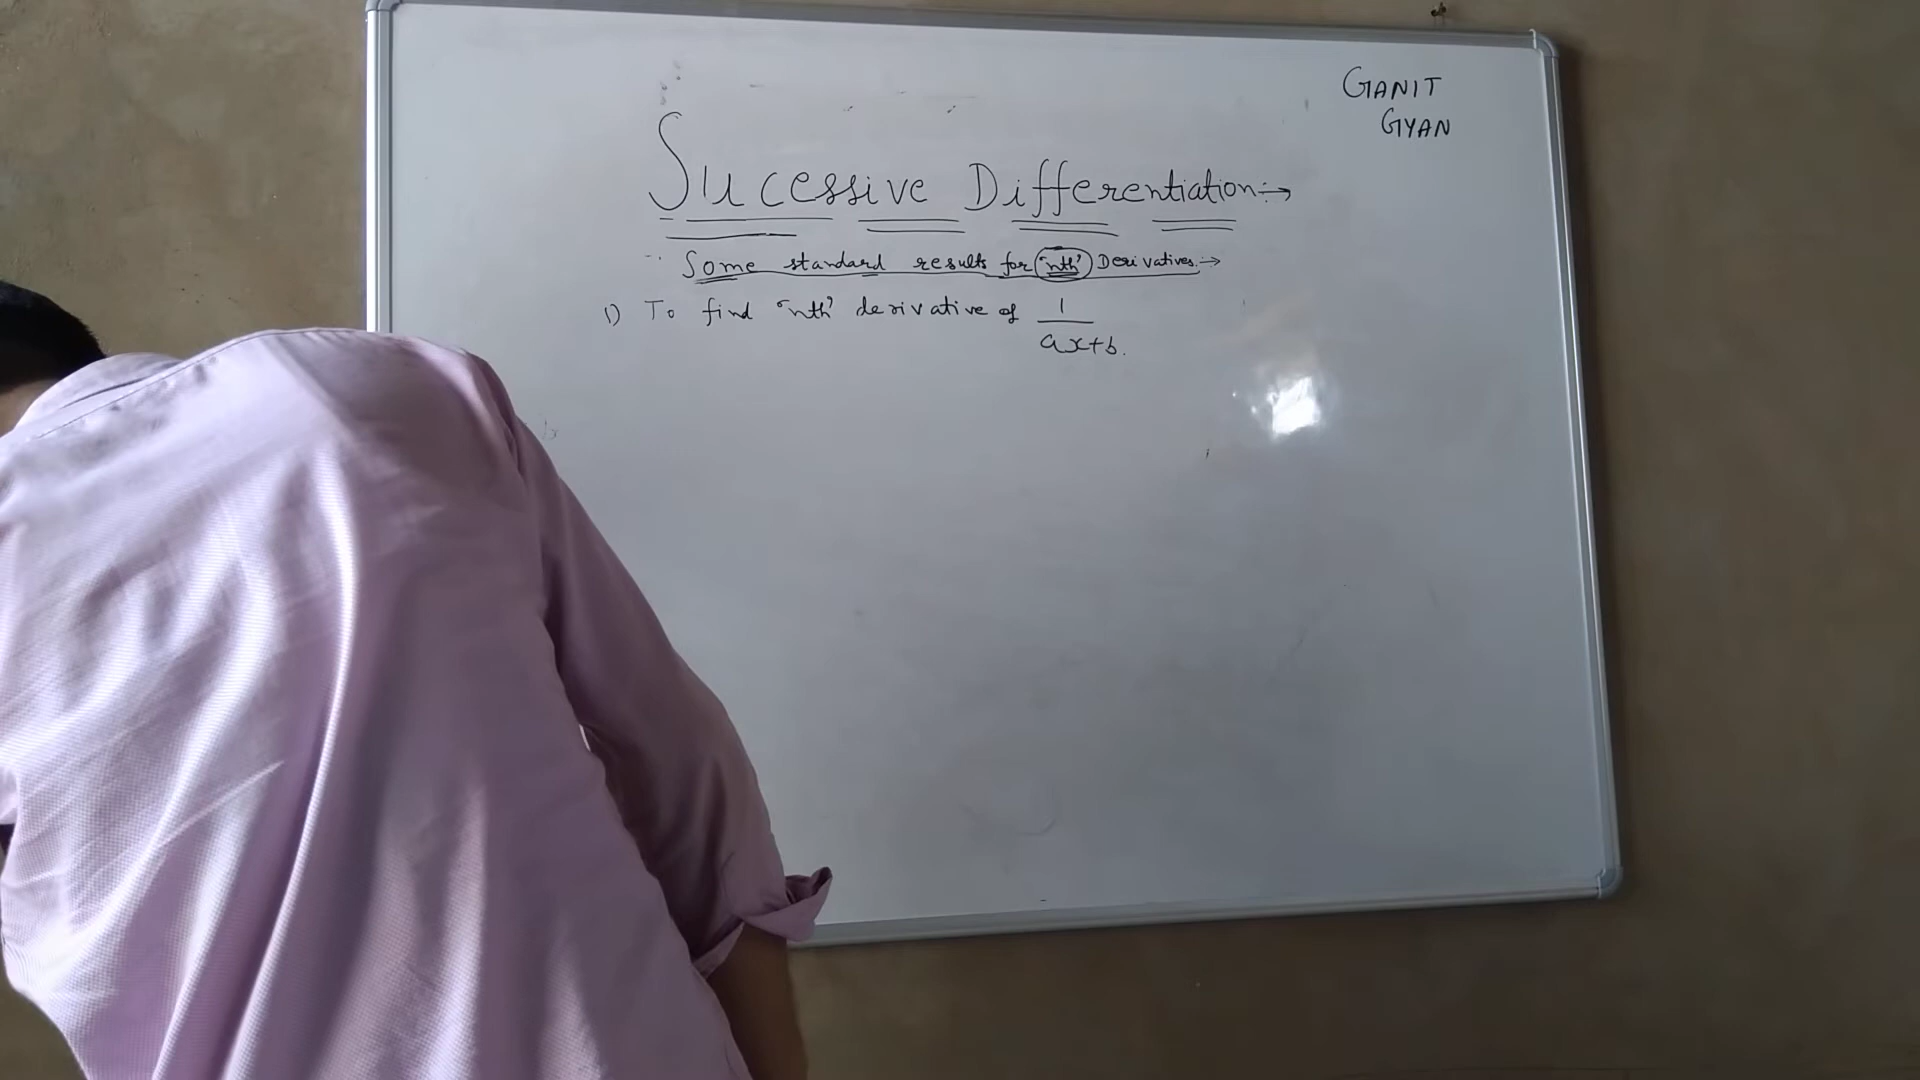 GANIT
GYAN
Sucessive Differentiation:→
Some standard results for 'nth' Derivatives.→
1) To find 'nth' derivative of 1/ax+b.